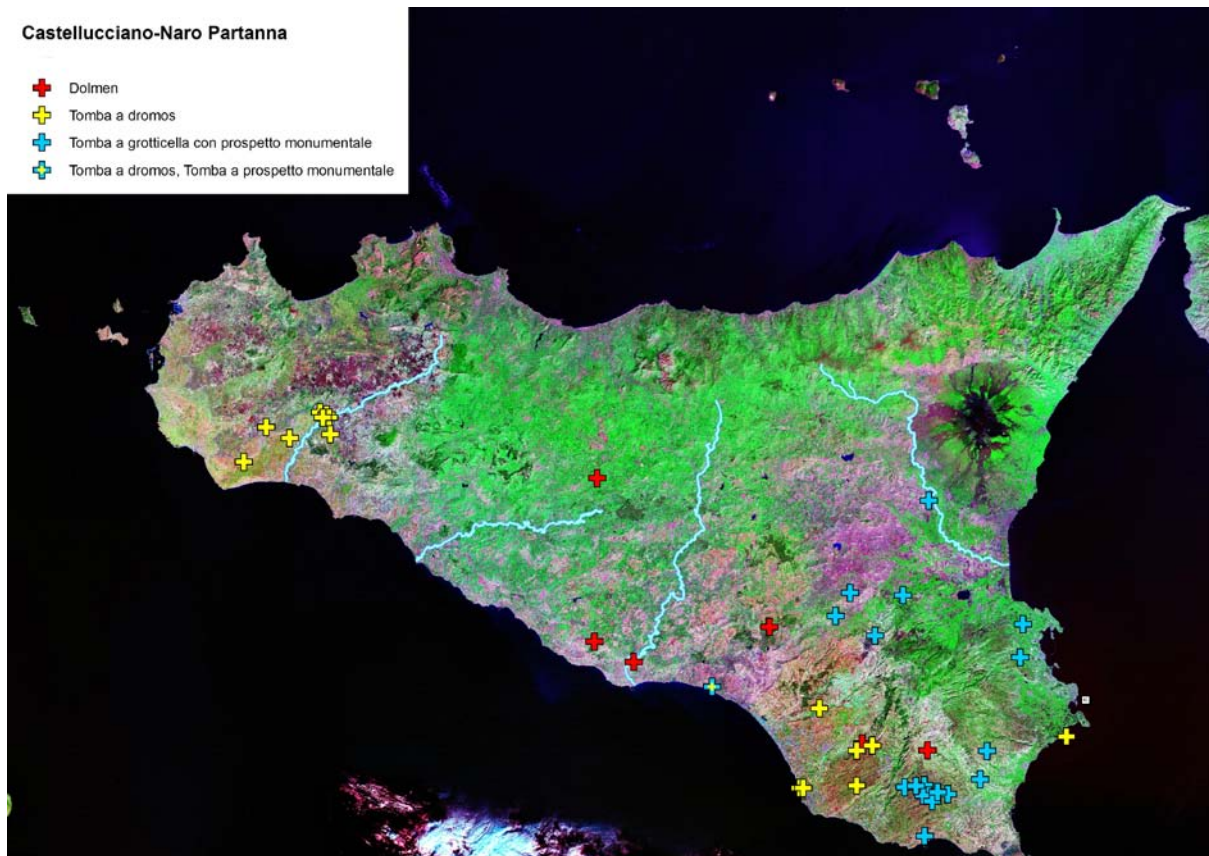 Castellucciano-Naro Partanna
Dolmen
Tomba a dromos
Tomba a grotticella con prospetto monumentale
Tomba a dromos, Tomba a prospetto monumentale